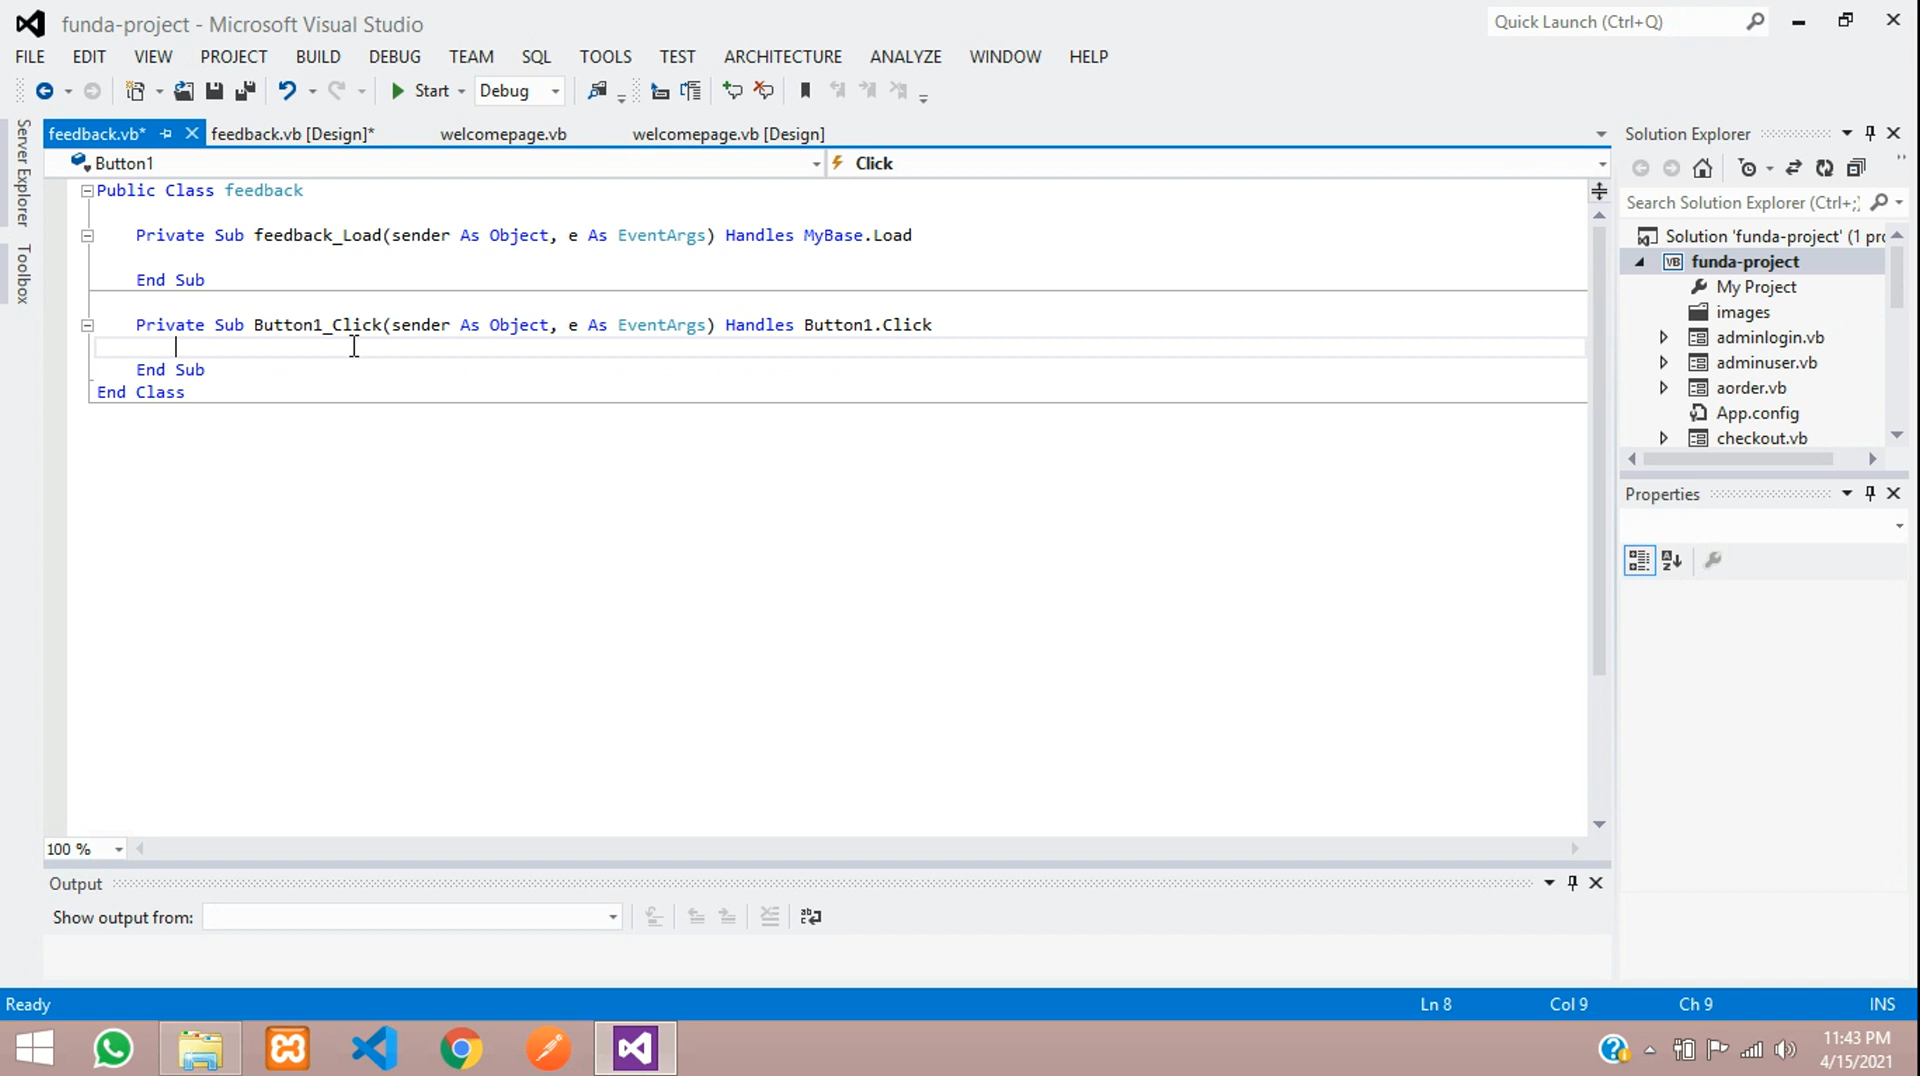 funda-project - Microsoft Visual Studio
Quick Launch (Ctrl+Q)
FILE EDIT VIEW PROJECT BUILD DEBUG TEAM SQL TOOLS TEST ARCHITECTURE ANALYZE WINDOW HELP
Start Debug
feedback.vb* feedback.vb [Design]* welcomepage.vb welcomepage.vb [Design]
Button1 Click
Server Explorer
Toolbox
Public Class feedback
Private Sub feedback_Load(sender As Object, e As EventArgs) Handles MyBase.Load
End Sub
Private Sub Button1_Click(sender As Object, e As EventArgs) Handles Button1.Click
End Sub
End Class
100 %
Solution Explorer
Search Solution Explorer (Ctrl+;)
Solution 'funda-project' (1 pro
VB funda-project
My Project
images
adminlogin.vb
adminuser.vb
aorder.vb
App.config
checkout.vb
Properties
Output
Show output from:
Ready Ln 8 Col 9 Ch 9 INS
11:43 PM
4/15/2021